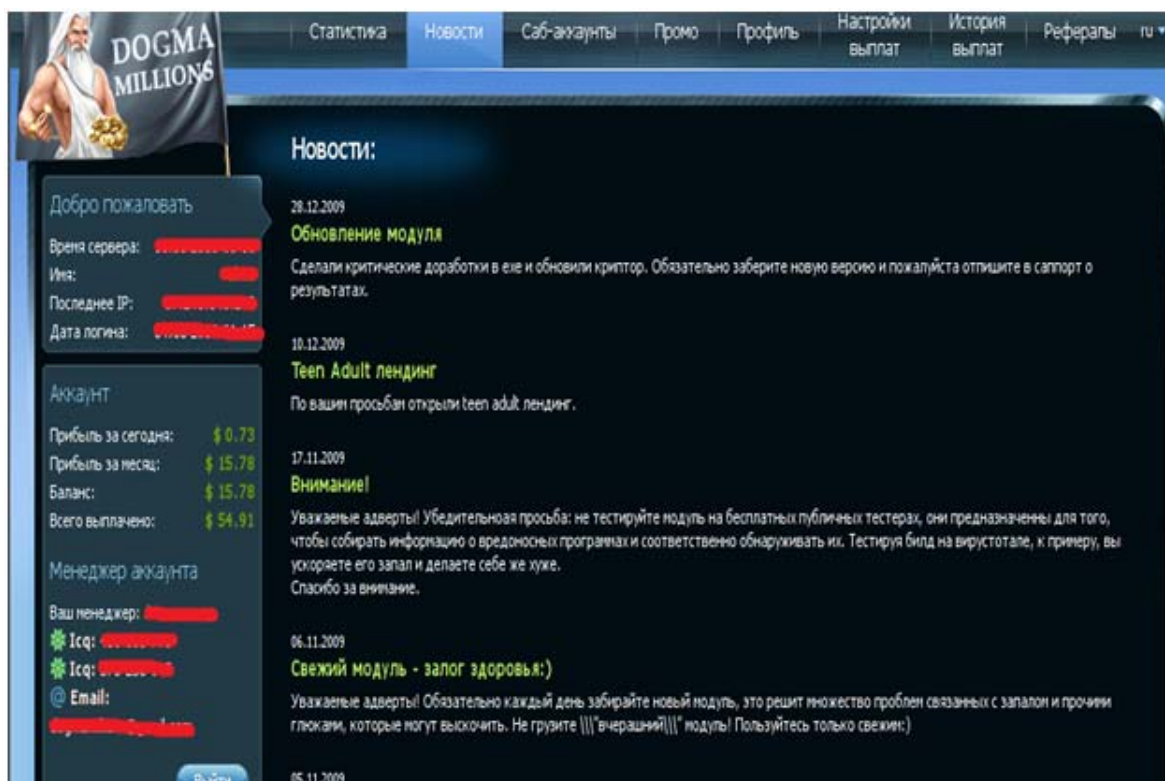 DOGMA
MILLIONS
Статистика
Новости
Саб-аккаунты
Промо
Профиль
Настройки
выплат
История
выплат
Рефералы
ru
Новости:
Добро пожаловать
Время сервера:
Имя:
Последнее IP:
Дата логина:
Аккаунт
Прибыль за сегодня: $ 0.73
Прибыль за месяц: $ 15.78
Баланс: $ 15.78
Всего выплачено: $ 54.91
Менеджер аккаунта
Ваш менеджер:
Icq:
Icq:
@ Email:
Выйти
28.12.2009
Обновление модуля
Сделали критические доработки в exe и обновили криптор. Обязательно заберите новую версию и пожалуйста отпишите в саппорт о
результатах.
10.12.2009
Teen Adult лендинг
По вашим просьбам открыли teen adult лендинг.
17.11.2009
Внимание!
Уважаемые адверты! Убедительноая просьба: не тестируйте модуль на бесплатных публичных тестерах, они предназначенны для того,
чтобы собирать информацию о вредоносных программах и соответственно обнаруживать их. Тестируя билд на вирустотале, к примеру, вы
ускоряете его запал и делаете себе же хуже.
Спасибо за внимание.
06.11.2009
Свежий модуль - залог здоровья:)
Уважаемые адверты! Обязательно каждый день забирайте новый модуль, это решит множество проблем связанных с запалом и прочими
глюками, которые могут выскочить. Не грузите \\\"вчерашний\\\" модуль! Пользуйтесь только свежим:)
05.11.2009